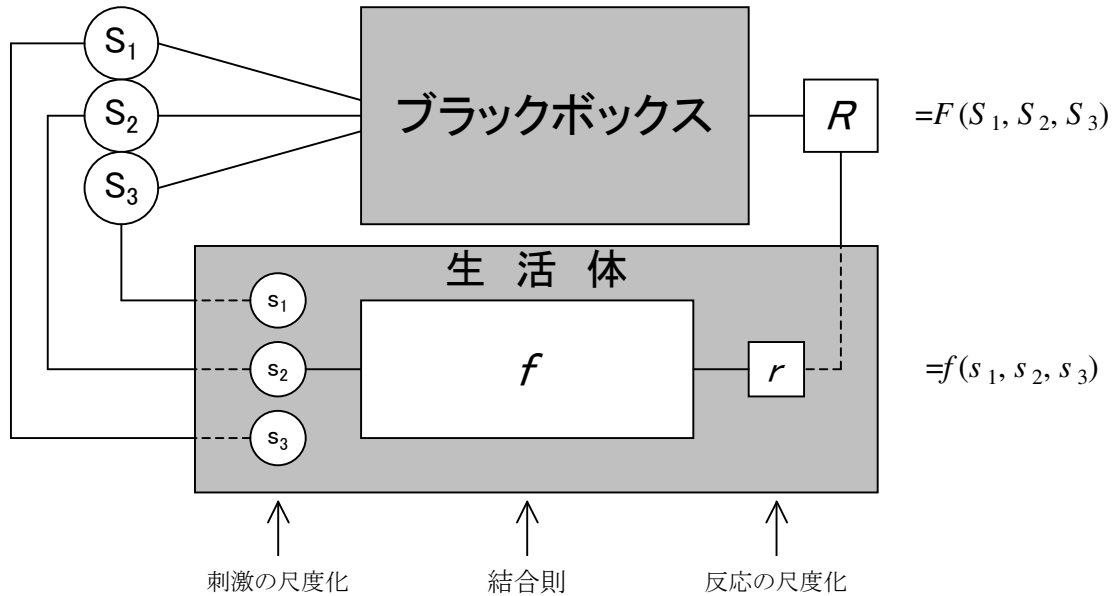 S₁
S₂
S₃
ブラックボックス
R
=F(S₁, S₂, S₃)
生 活 体
s₁
s₂
s₃
f
r
=f(s₁, s₂, s₃)
刺激の尺度化
結合則
反応の尺度化